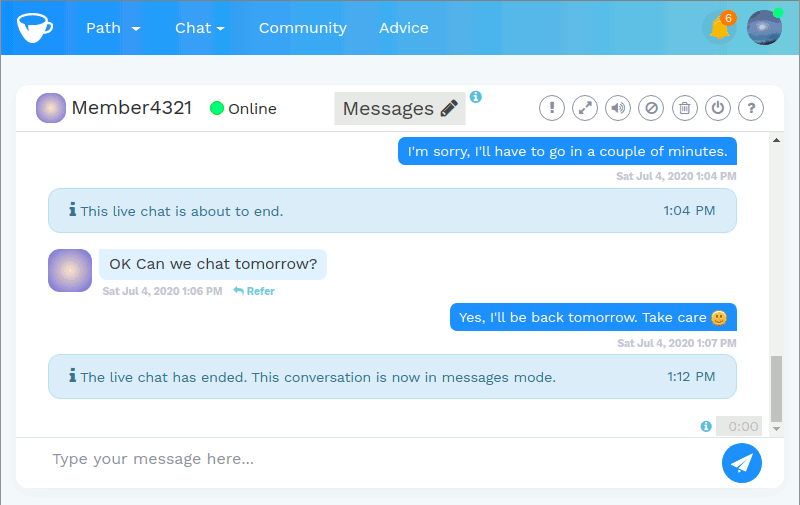 Path Chat Community Advice 6
Member4321 Online Messages
I'm sorry, I'll have to go in a couple of minutes.
Sat Jul 4, 2020 1:04 PM
This live chat is about to end. 1:04 PM
OK Can we chat tomorrow?
Sat Jul 4, 2020 1:06 PM Refer
Yes, I'll be back tomorrow. Take care 😊
Sat Jul 4, 2020 1:07 PM
The live chat has ended. This conversation is now in messages mode. 1:12 PM
0:00
Type your message here...